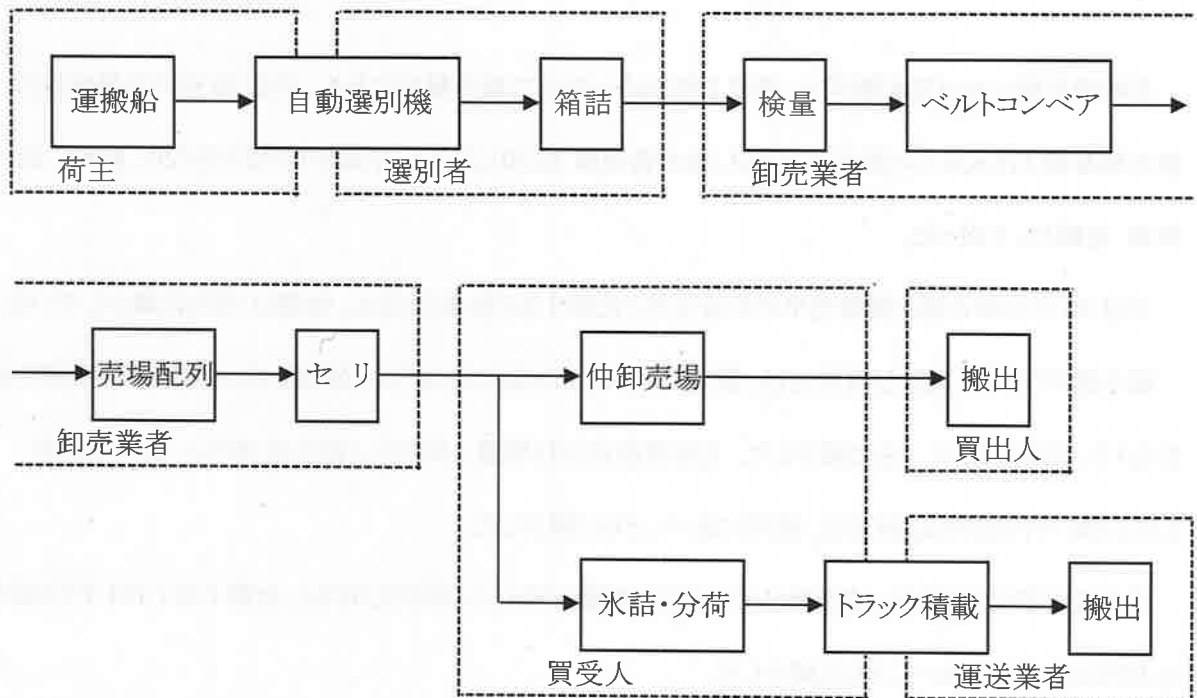 運搬船
自動選別機
箱詰
検量
ベルトコンベア
荷主
選別者
卸売業者
売場配列
セリ
仲卸売場
搬出
卸売業者
買出人
氷詰・分荷
トラック積載
搬出
買受人
運送業者